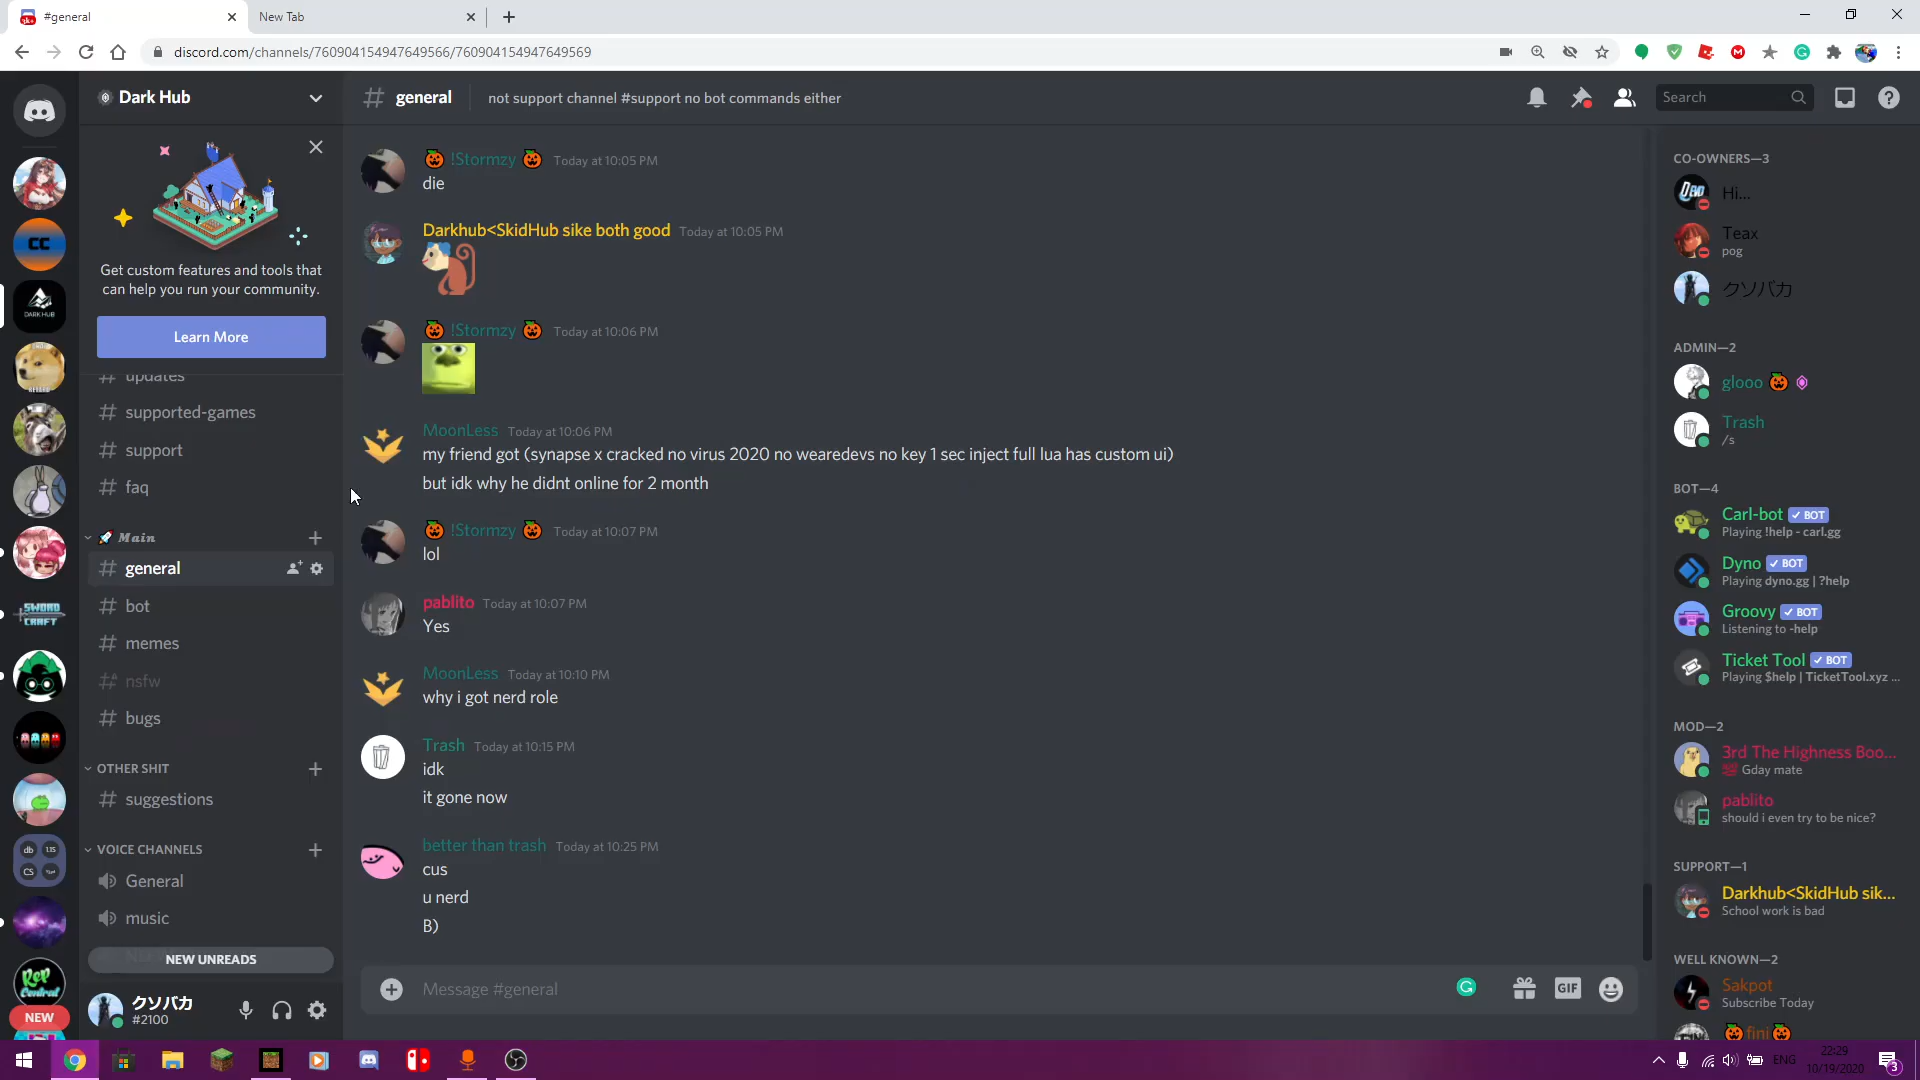 #general
New Tab
discord.com/channels/760904154947649566/760904154947649569
Dark Hub
general
not support channel #support no bot commands either
Search
Get custom features and tools that
can help you run your community.
Learn More
updates
supported-games
support
faq
Main
general
bot
memes
nsfw
bugs
OTHER SHIT
suggestions
VOICE CHANNELS
General
music
NEW UNREADS
クソバカ
#2100
CC
DARK HUB
SWORD
CRAFT
db
CS
Rep
Central
NEW
!Stormzy Today at 10:05 PM
die
Darkhub<SkidHub sike both good Today at 10:05 PM
!Stormzy Today at 10:06 PM
MoonLess Today at 10:06 PM
my friend got (synapse x cracked no virus 2020 no wearedevs no key 1 sec inject full lua has custom ui)
but idk why he didnt online for 2 month
!Stormzy Today at 10:07 PM
lol
pablito Today at 10:07 PM
Yes
MoonLess Today at 10:10 PM
why i got nerd role
Trash Today at 10:15 PM
idk
it gone now
better than trash Today at 10:25 PM
cus
u nerd
B)
Message #general
GIF
CO-OWNERS—3
Hi...
Teax
pog
クソバカ
ADMIN—2
glooo
Trash
/s
BOT—4
Carl-bot BOT
Playing !help - carl.gg
Dyno BOT
Playing dyno.gg | ?help
Groovy BOT
Listening to -help
Ticket Tool BOT
Playing $help | TicketTool.xyz ...
MOD—2
3rd The Highness Boo...
Gday mate
pablito
should i even try to be nice?
SUPPORT—1
Darkhub<SkidHub sik...
School work is bad
WELL KNOWN—2
Sakpot
Subscribe Today
fini
ENG
22:29
10/19/2020
3